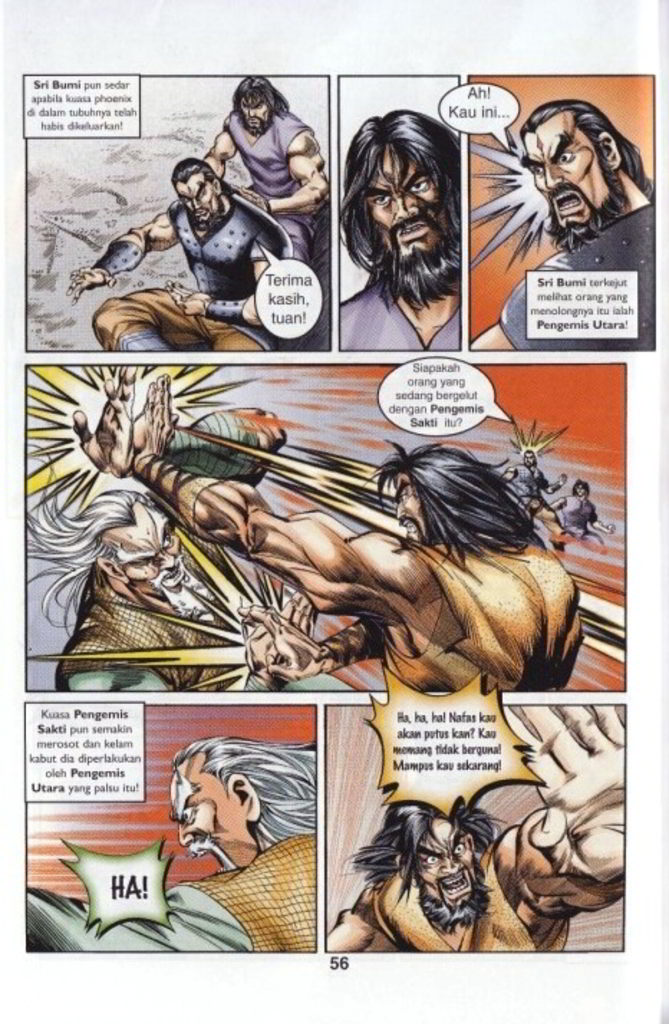 Sri Bumi pun sedar
apabila kuasa phoenix
di dalam tubuhnya telah
habis dikeluarkan!
Terima
kasih,
tuan!
Ah!
Kau ini...
Sri Bumi terkejut
melihat orang yang
menolongnya itu ialah
Pengemis Utara!
Siapakah
orang yang
sedang bergelut
dengan Pengemis
Sakti itu?
Kuasa Pengemis
Sakti pun semakin
merosot dan kelam
kabut dia diperlakukan
oleh Pengemis
Utara yang palsu itu!
HA!
Ha, ha, ha! Nafas kau
akan putus kan? Kau
memang tidak berguna!
Mampus kau sekarang!
56